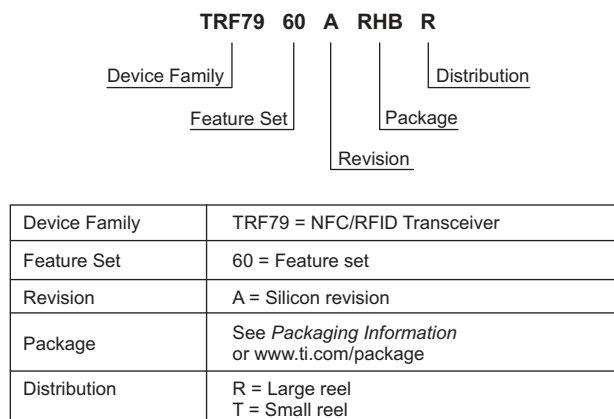 TRF79 60 A RHB R
Device Family
Distribution
Feature Set
Package
Revision
Device Family TRF79 = NFC/RFID Transceiver
Feature Set 60 = Feature set
Revision A = Silicon revision
Package See Packaging Information
or www.ti.com/package
Distribution R = Large reel
T = Small reel